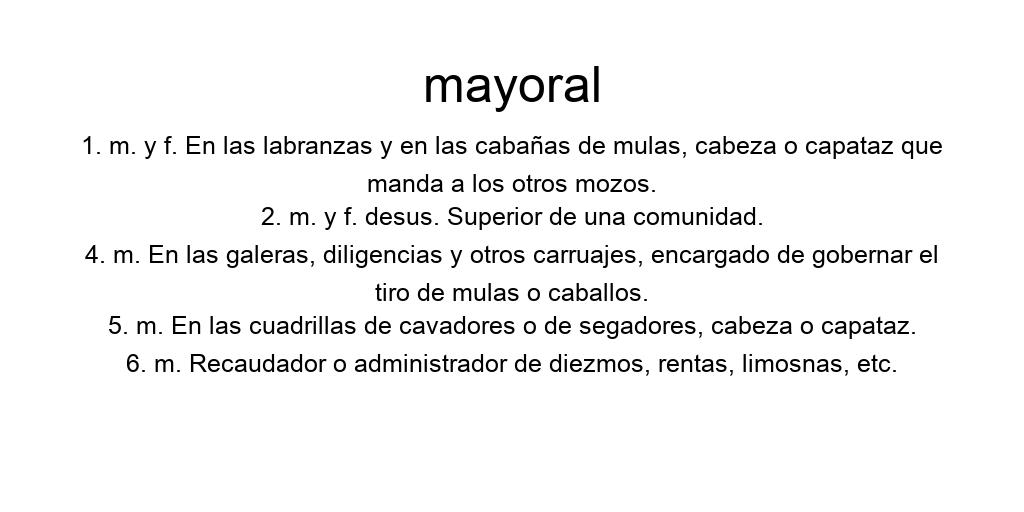 mayoral
1. m. y f. En las labranzas y en las cabañas de mulas, cabeza o capataz que
manda a los otros mozos.
2. m. y f. desus. Superior de una comunidad.
4. m. En las galeras, diligencias y otros carruajes, encargado de gobernar el
tiro de mulas o caballos.
5. m. En las cuadrillas de cavadores o de segadores, cabeza o capataz.
6. m. Recaudador o administrador de diezmos, rentas, limosnas, etc.